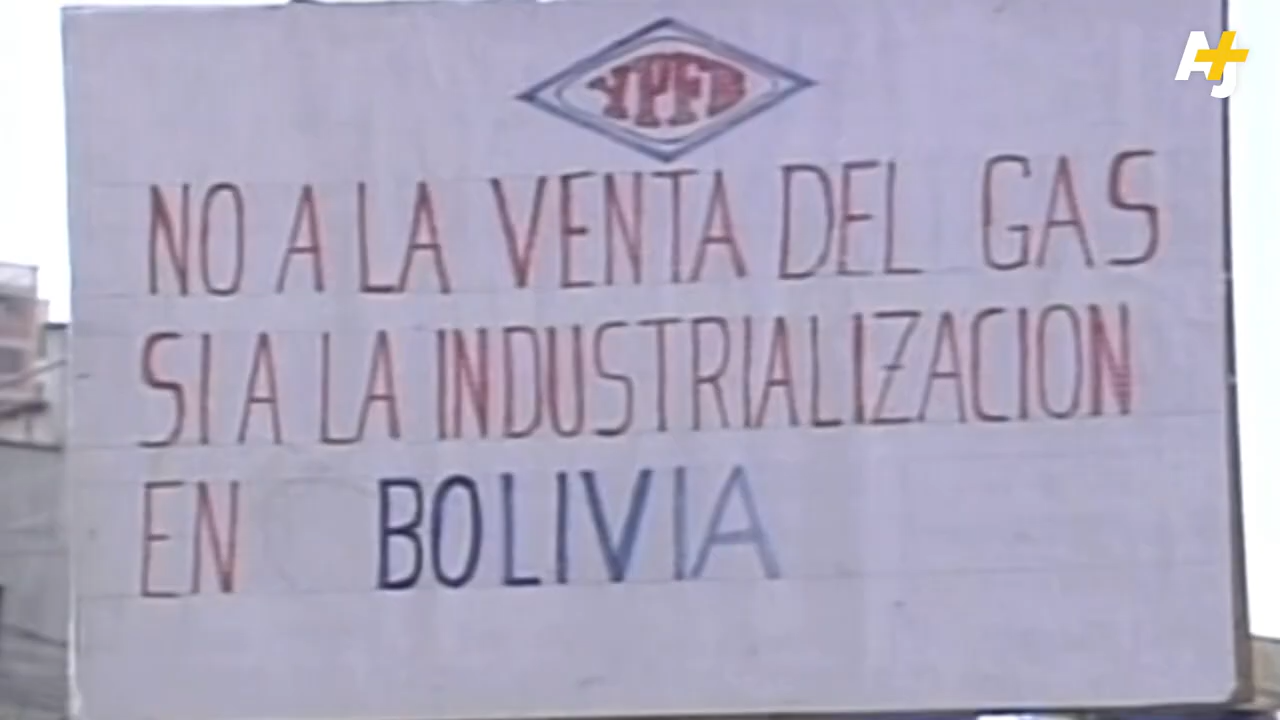 AJ+
YPFB
NO A LA VENTA DEL GAS
SI A LA INDUSTRIALIZACION
EN BOLIVIA